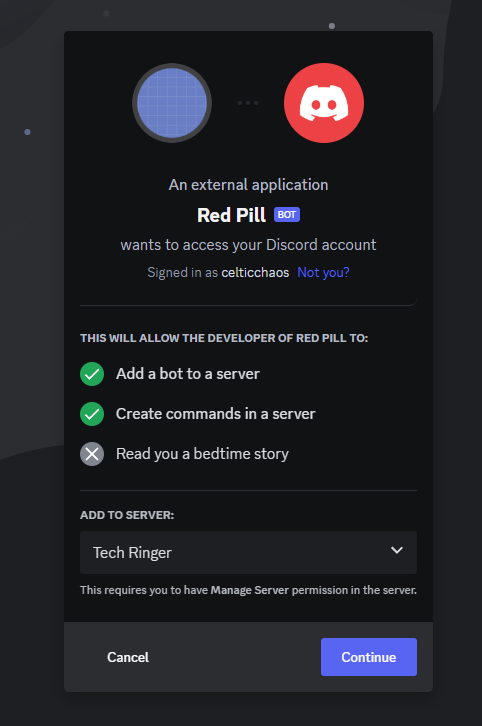 An external application
Red Pill BOT
wants to access your Discord account
Signed in as celticchaos Not you?
THIS WILL ALLOW THE DEVELOPER OF RED PILL TO:
Add a bot to a server
Create commands in a server
Read you a bedtime story
ADD TO SERVER:
Tech Ringer
This requires you to have Manage Server permission in the server.
Cancel Continue